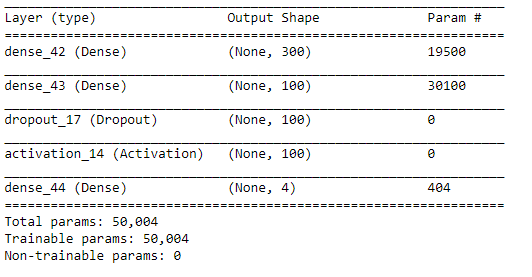 Layer (type) Output Shape Param #
=================================================================
dense_42 (Dense) (None, 300) 19500
dense_43 (Dense) (None, 100) 30100
dropout_17 (Dropout) (None, 100) 0
activation_14 (Activation) (None, 100) 0
dense_44 (Dense) (None, 4) 404
=================================================================
Total params: 50,004
Trainable params: 50,004
Non-trainable params: 0